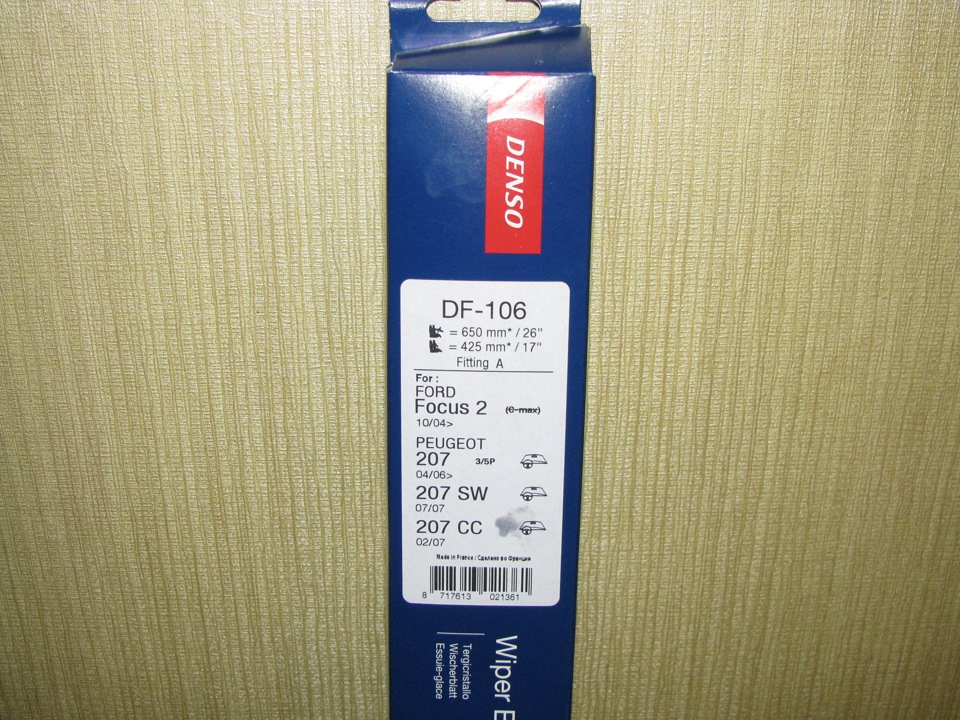 DENSO
DF-106
= 650 mm* / 26"
= 425 mm* / 17"
Fitting A
For :
FORD
Focus 2 (C-max)
10/04>
PEUGEOT
207 3/5P
04/06>
207 SW
07/07
207 CC
02/07
Made in France / Сделано во Франции
8 717613 021361
Wiper
Tergicristallo
Wischerblatt
Essuie-glace